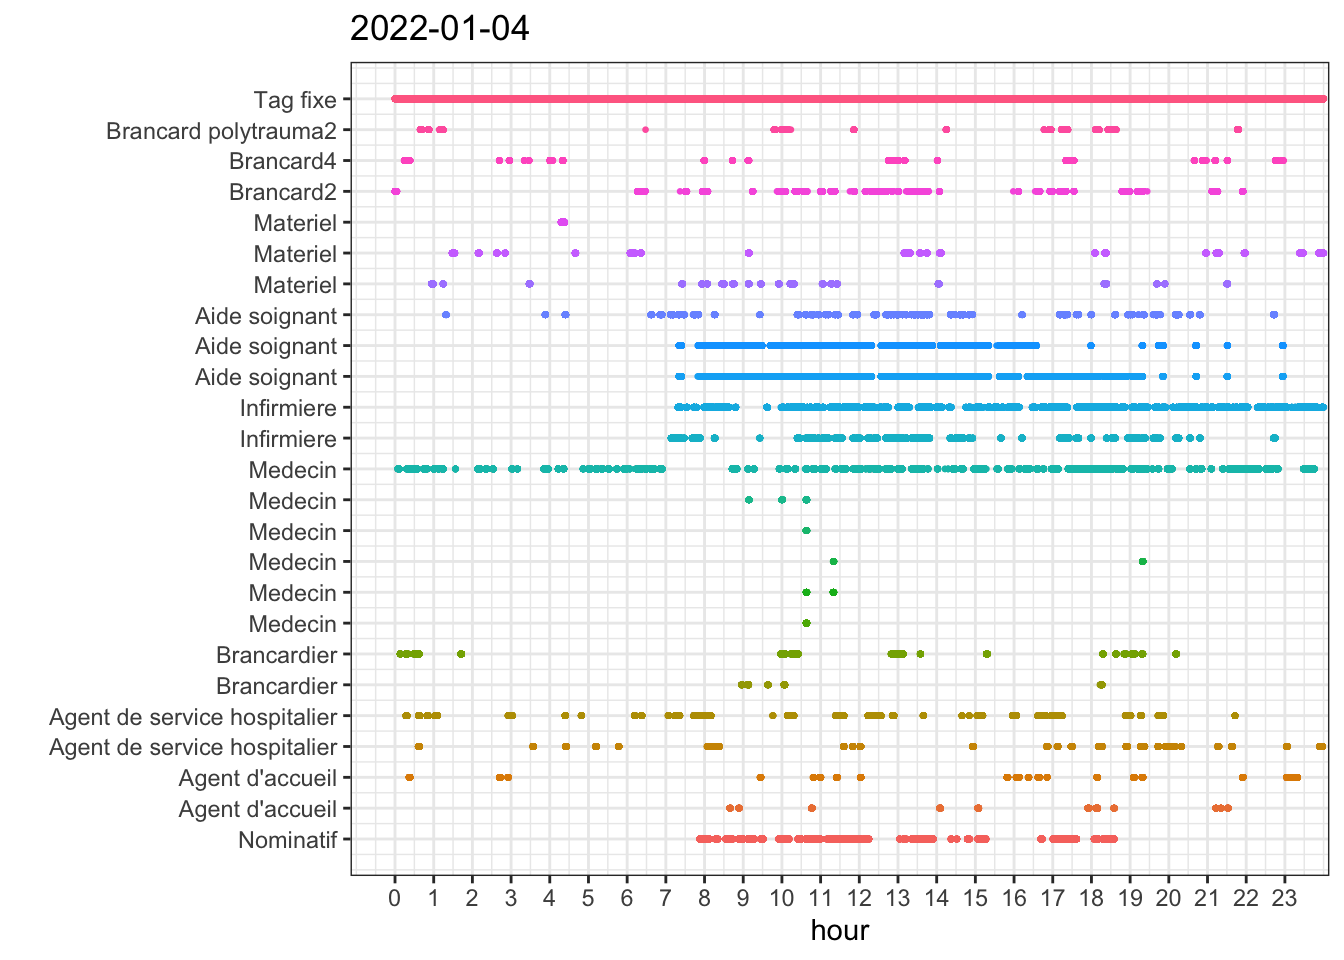 2022-01-04
Tag fixe
Brancard polytrauma2
Brancard4
Brancard2
Materiel
Materiel
Materiel
Aide soignant
Aide soignant
Aide soignant
Infirmiere
Infirmiere
Medecin
Medecin
Medecin
Medecin
Medecin
Medecin
Brancardier
Brancardier
Agent de service hospitalier
Agent de service hospitalier
Agent d'accueil
Agent d'accueil
Nominatif
0 1 2 3 4 5 6 7 8 9 10 11 12 13 14 15 16 17 18 19 20 21 22 23
hour